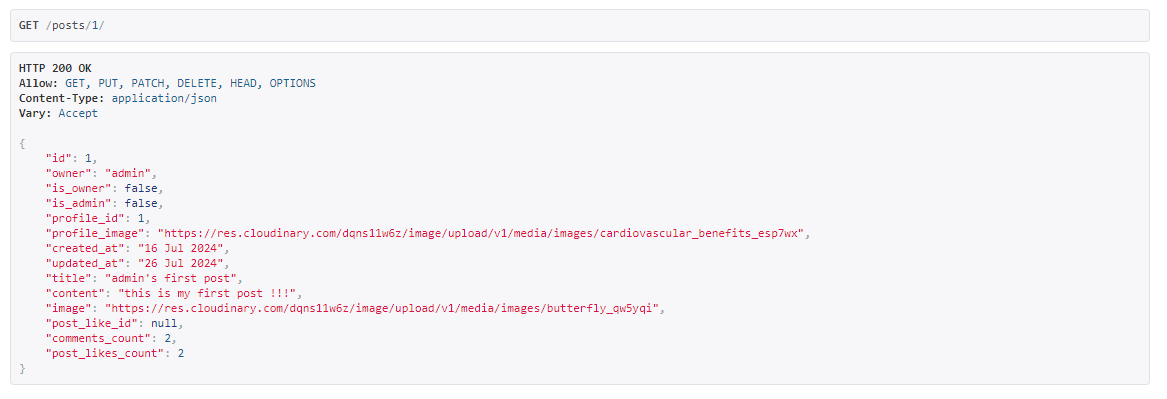 GET /posts/1/
HTTP 200 OK
Allow: GET, PUT, PATCH, DELETE, HEAD, OPTIONS
Content-Type: application/json
Vary: Accept
{
    "id": 1,
    "owner": "admin",
    "is_owner": false,
    "is_admin": false,
    "profile_id": 1,
    "profile_image": "https://res.cloudinary.com/dqns11w6z/image/upload/v1/media/images/cardiovascular_benefits_esp7wx",
    "created_at": "16 Jul 2024",
    "updated_at": "26 Jul 2024",
    "title": "admin's first post",
    "content": "this is my first post !!!",
    "image": "https://res.cloudinary.com/dqns11w6z/image/upload/v1/media/images/butterfly_qw5yqi",
    "post_like_id": null,
    "comments_count": 2,
    "post_likes_count": 2
}